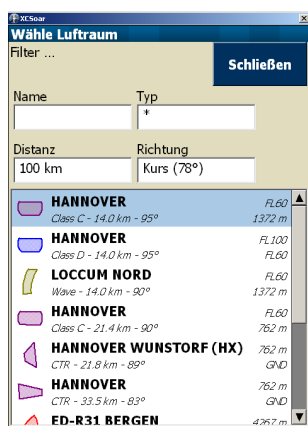 XCSoar
Wähle Luftraum
Filter ...
Schließen
Name
Typ
*
Distanz
Richtung
100 km
Kurs (78°)
HANNOVER FL60
Class C - 14.0 km - 95° 1372 m
HANNOVER FL100
Class D - 14.0 km - 95° FL60
LOCCUM NORD FL60
Wave - 14.0 km - 90° 1372 m
HANNOVER FL60
Class C - 21.4 km - 90° 762 m
HANNOVER WUNSTORF (HX) 762 m
CTR - 21.8 km - 89° GND
HANNOVER 762 m
CTR - 33.5 km - 83° GND
ED-R31 BERGEN 4267 m